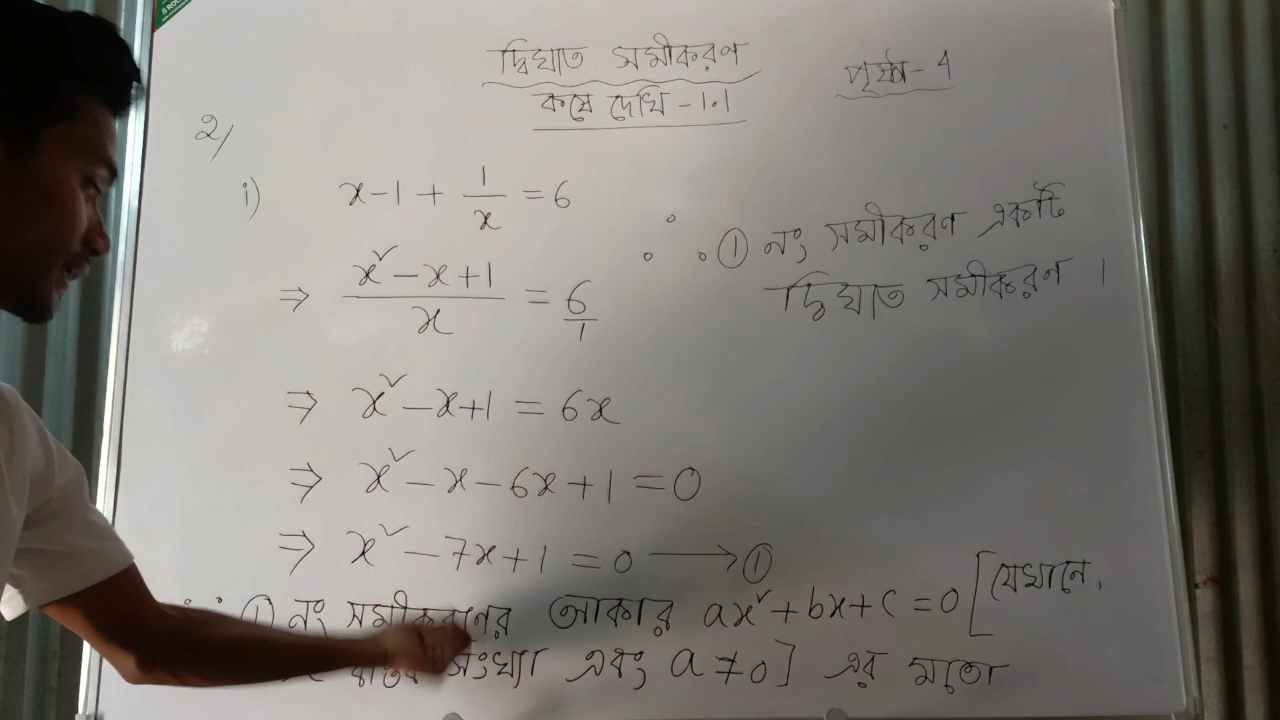 দ্বিঘাত সমীকরণ
কষে দেখি - 1.1
পৃষ্ঠা - 4
2/
i) x-1 + 1/x = 6
⇒ (x² - x + 1)/x = 6/1
⇒ x² - x + 1 = 6x
⇒ x² - x - 6x + 1 = 0
⇒ x² - 7x + 1 = 0 ⟶ ①
∵ ① নং সমীকরণের আকার ax² + bx + c = 0 [যেখানে,
বাস্তব সংখ্যা এবং a ≠ 0] এর মতো
∴ ① নং সমীকরণ একটি
দ্বিঘাত সমীকরণ ।